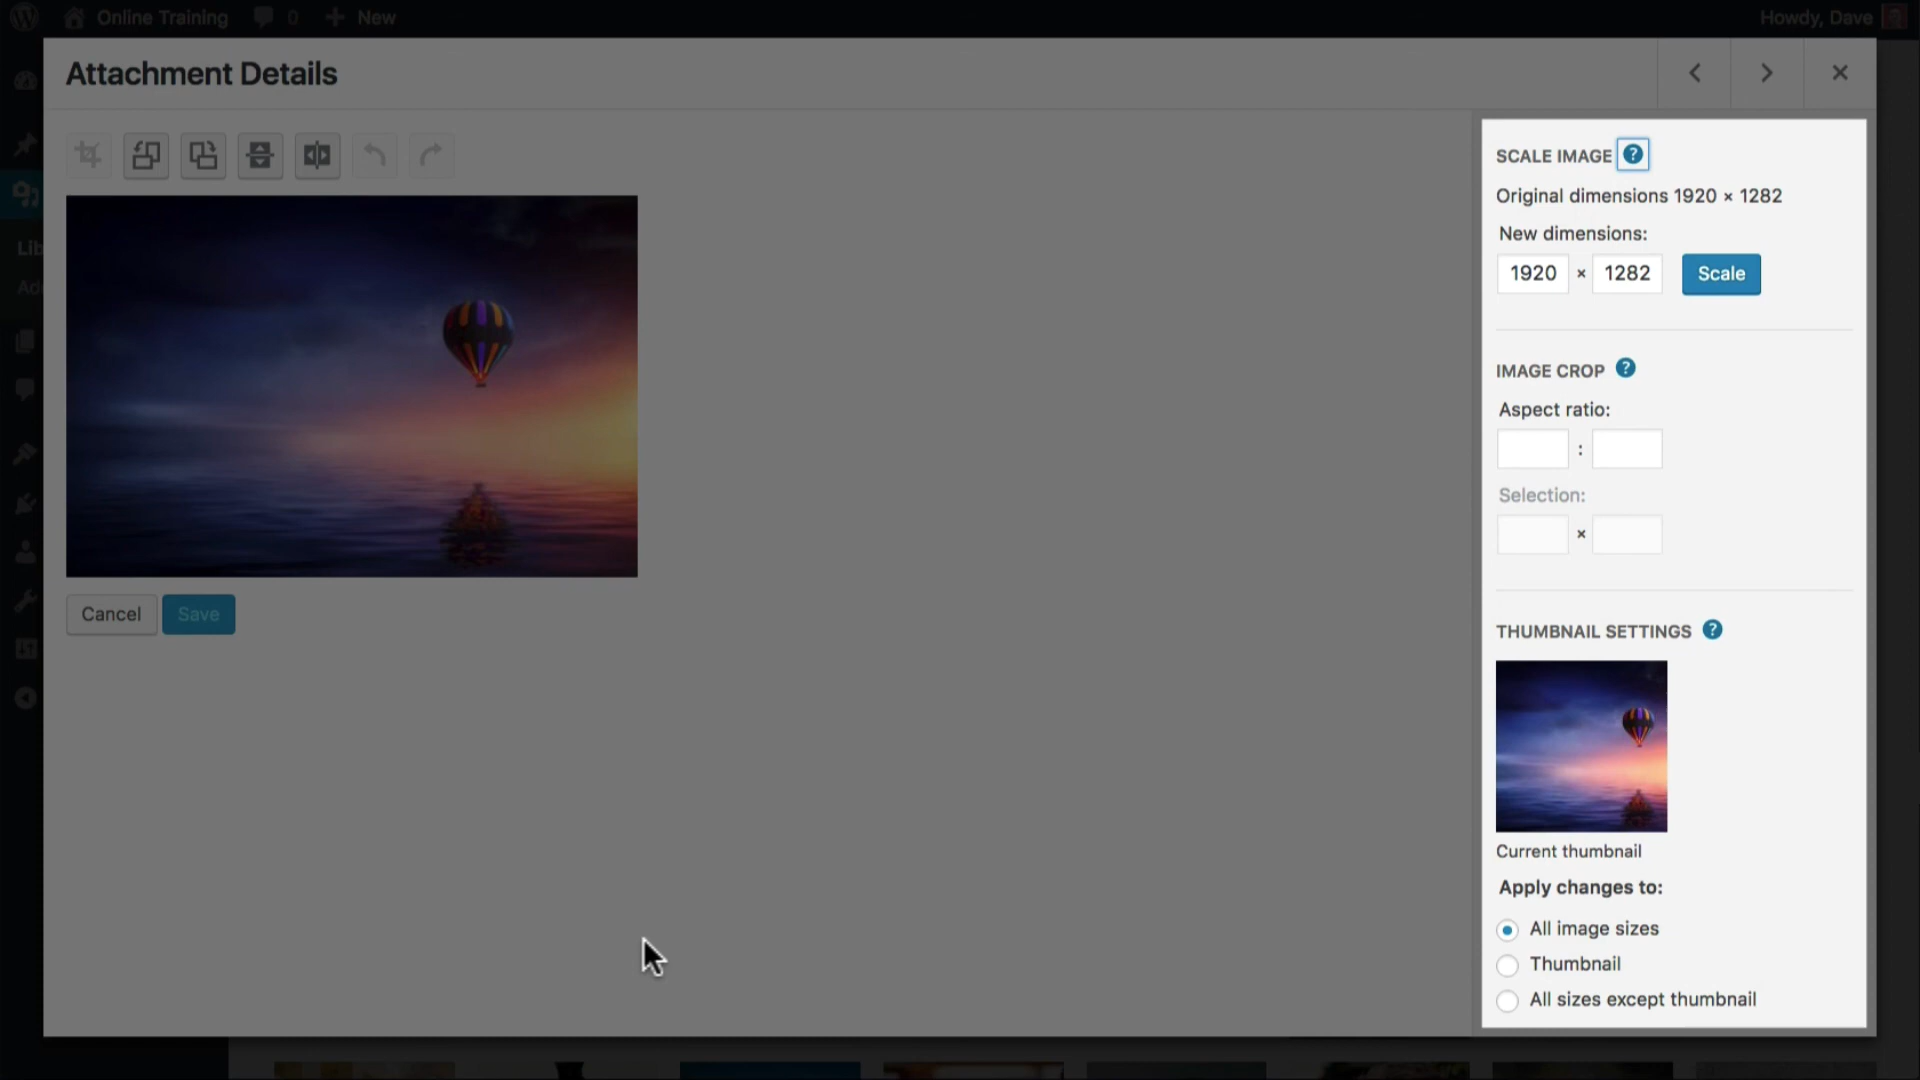 Online Training 0 New Howdy, Dave
Attachment Details
Lib
Ad
Cancel Save
SCALE IMAGE ?
Original dimensions 1920 × 1282
New dimensions:
1920 × 1282 Scale
IMAGE CROP ?
Aspect ratio:
:
Selection:
×
THUMBNAIL SETTINGS ?
Current thumbnail
Apply changes to:
All image sizes
Thumbnail
All sizes except thumbnail